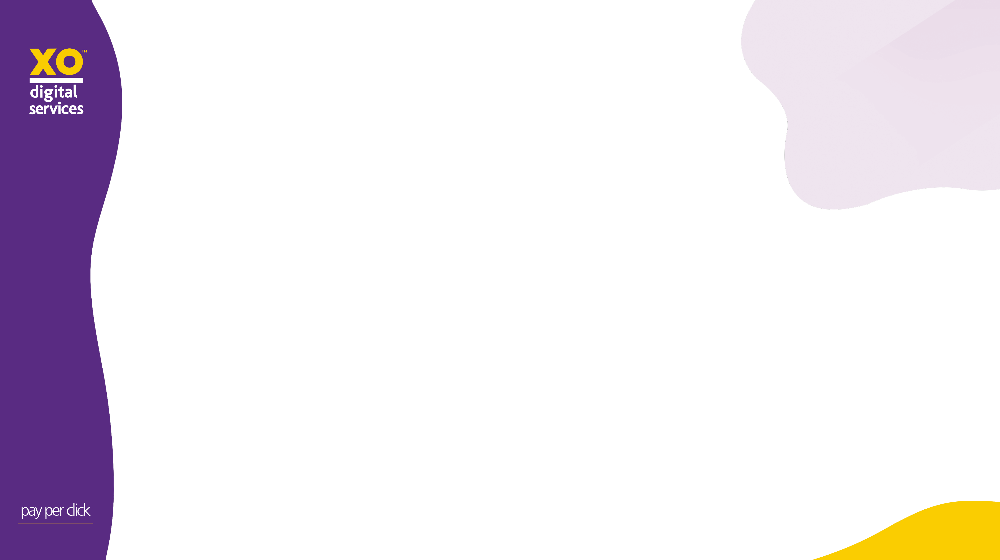 XO™
digital
services
pay per click